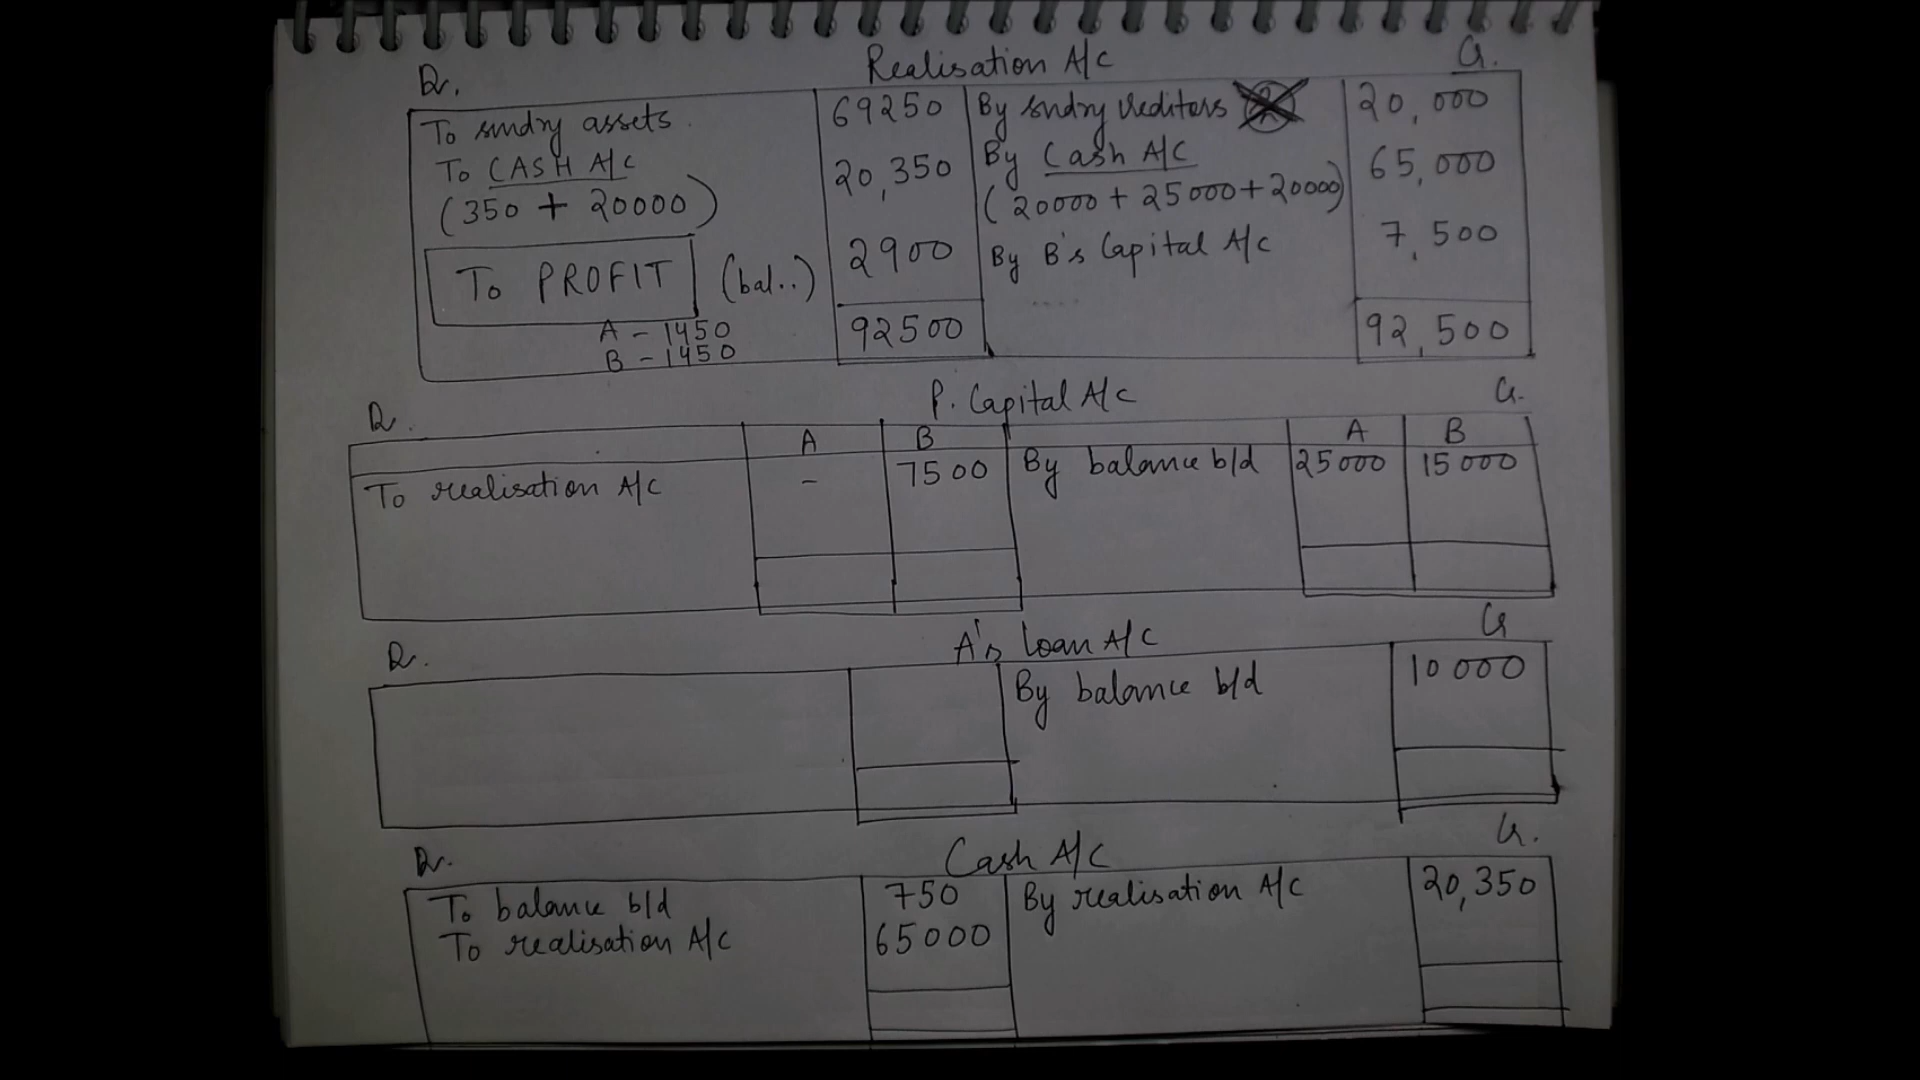 Realisation A/C
Dr. Cr.
To sundry assets. 69250 By sndry creditors 20,000
To CASH A/C 20,350 By Cash A/C 65,000
(350 + 20000) (20000 + 25000 + 20000)
To PROFIT (bal..) 2900 By B's Capital A/C 7,500
A - 1450
B - 1450
92500 92,500
P. Capital A/C
Dr. Cr.
A B A B
To realisation A/C - 7500 By balance b/d 25000 15000
A's loan A/C
Dr. Cr
By balance b/d 10000
Cash A/C
Dr. Cr.
To balance b/d 750 By realisation A/C 20,350
To realisation A/C 65000